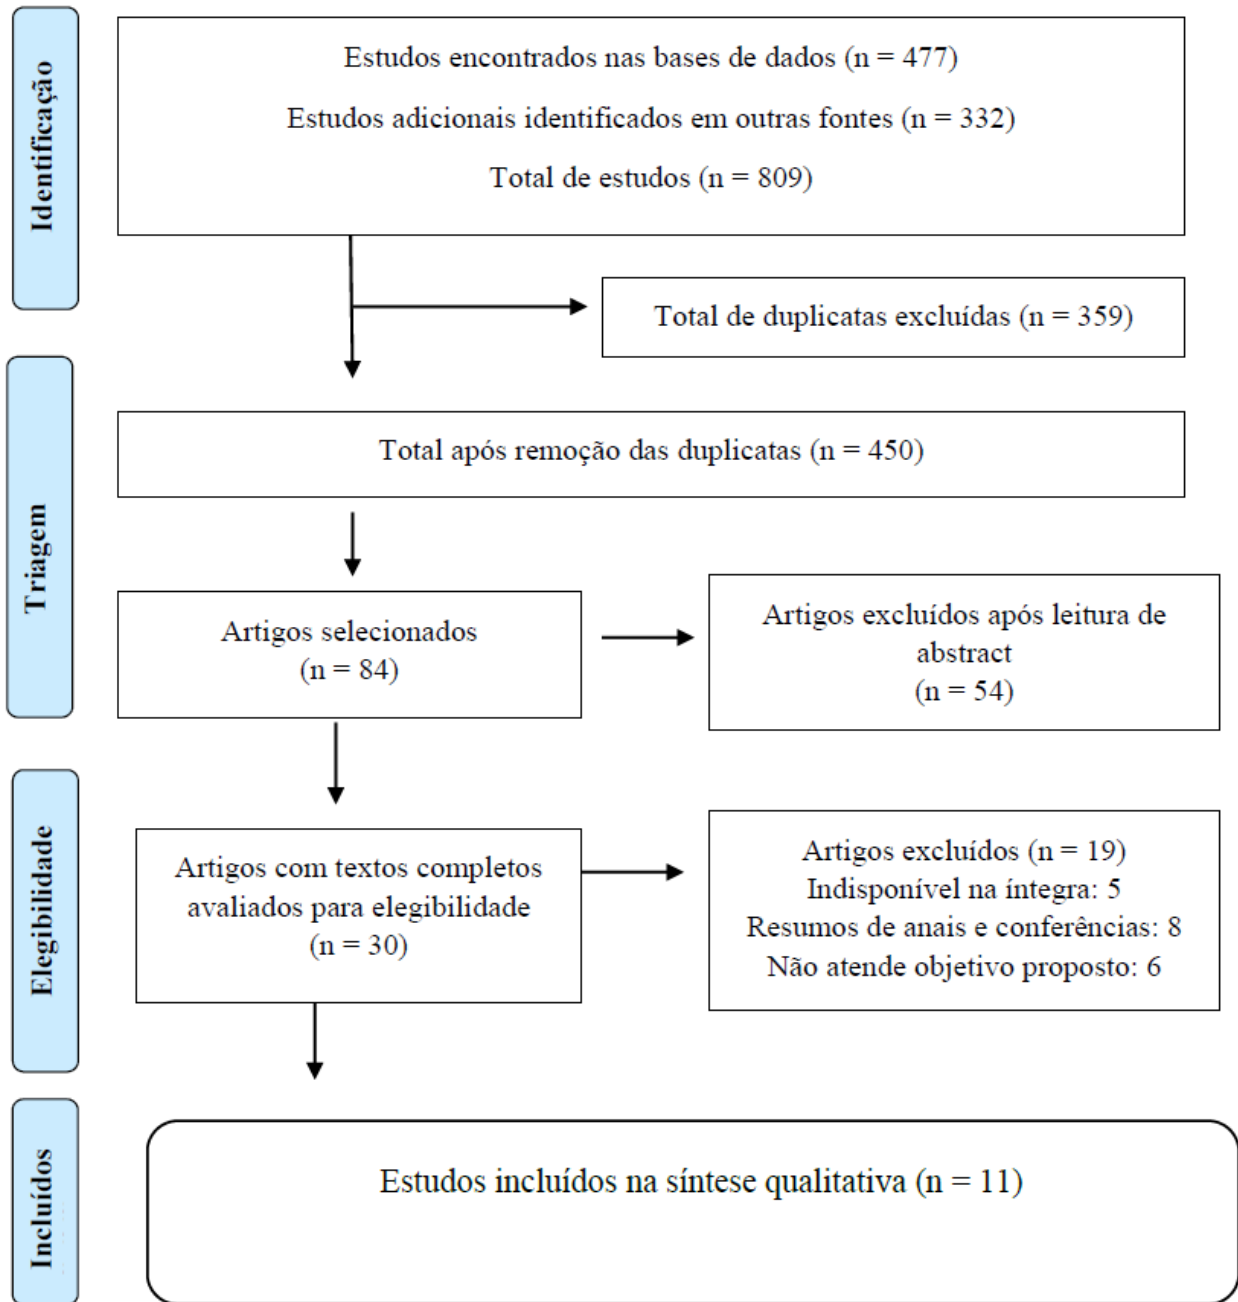 Identificação
Estudos encontrados nas bases de dados (n = 477)
Estudos adicionais identificados em outras fontes (n = 332)
Total de estudos (n = 809)
Total de duplicatas excluídas (n = 359)
Triagem
Total após remoção das duplicatas (n = 450)
Artigos selecionados
(n = 84)
Artigos excluídos após leitura de
abstract
(n = 54)
Elegibilidade
Artigos com textos completos
avaliados para elegibilidade
(n = 30)
Artigos excluídos (n = 19)
Indisponível na íntegra: 5
Resumos de anais e conferências: 8
Não atende objetivo proposto: 6
Incluídos
Estudos incluídos na síntese qualitativa (n = 11)